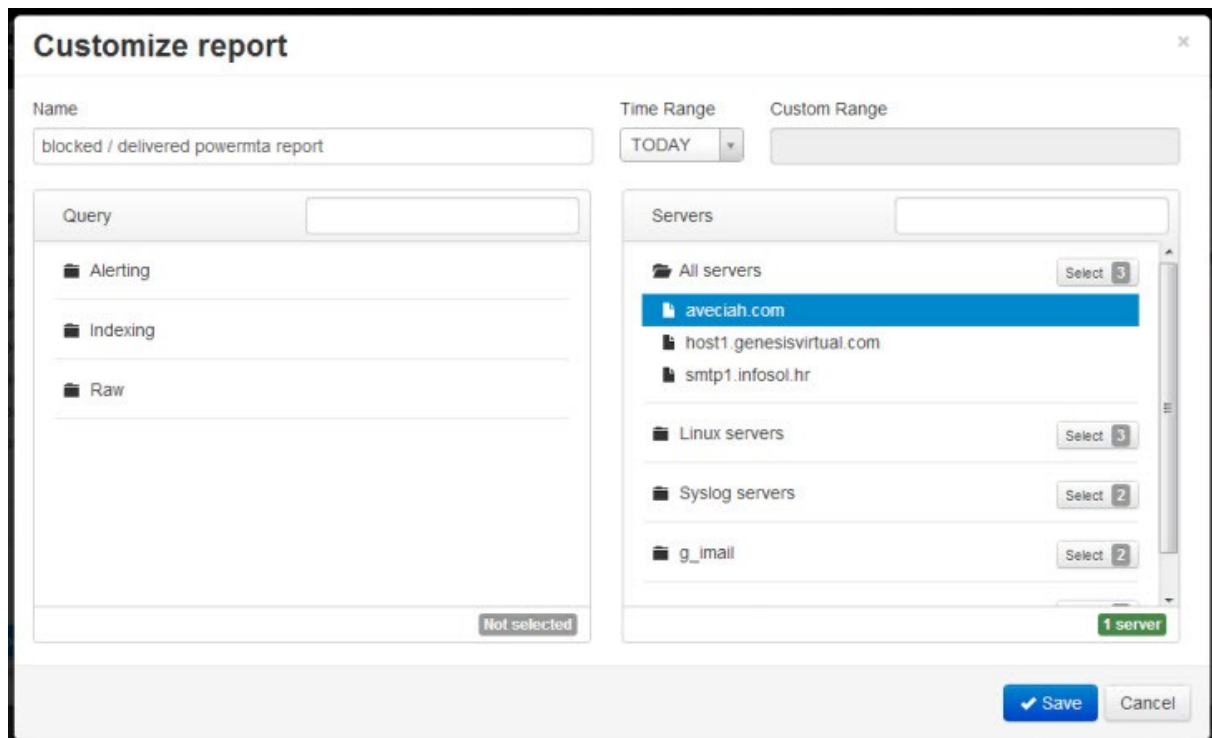 Customize report
×
Name
Time Range
Custom Range
blocked / delivered powermta report
TODAY
Query
Alerting
Indexing
Raw
Not selected
Servers
All servers
Select 3
aveciah.com
host1.genesisvirtual.com
smtp1.infosol.hr
Linux servers
Select 3
Syslog servers
Select 2
g_imail
Select 2
1 server
Save
Cancel